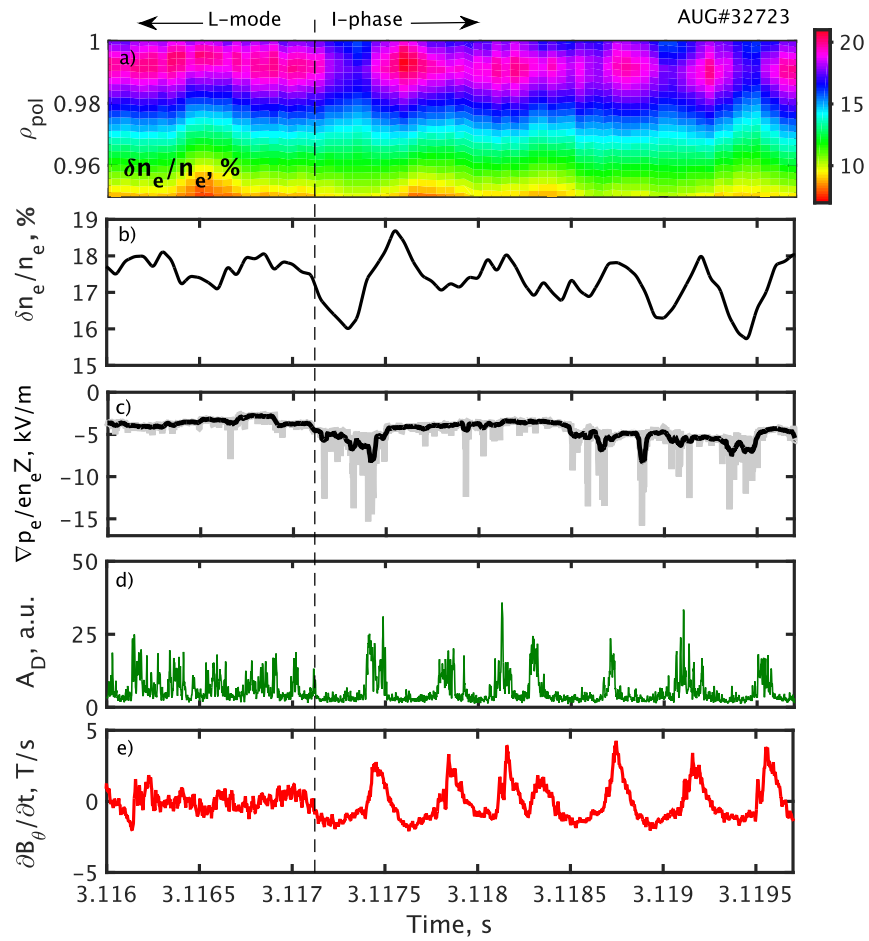 L-mode I-phase AUG#32723
a)
1
0.98
0.96
ρpol
δne/ne, %
20
15
10
b)
19
18
17
16
15
δne/ne, %
c)
0
−5
−10
−15
∇pe/eneZ, kV/m
d)
50
25
0
AD, a.u.
e)
5
0
-5
∂Bθ/∂t, T/s
3.116 3.1165 3.117 3.1175 3.118 3.1185 3.119 3.1195
Time, s